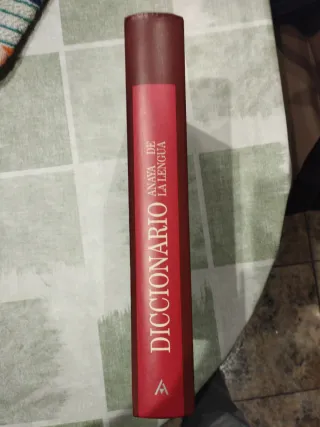 DICCIONARIO
ANAYA DE
LA LENGUA